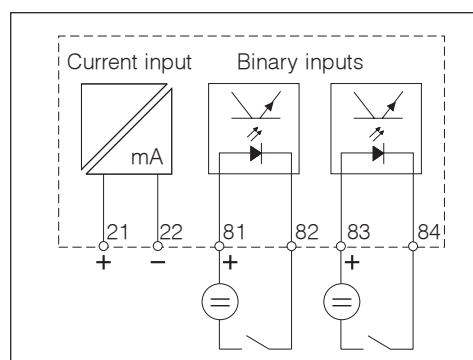 Current input Binary inputs
mA
21 22 81 82 83 84
+ − + +